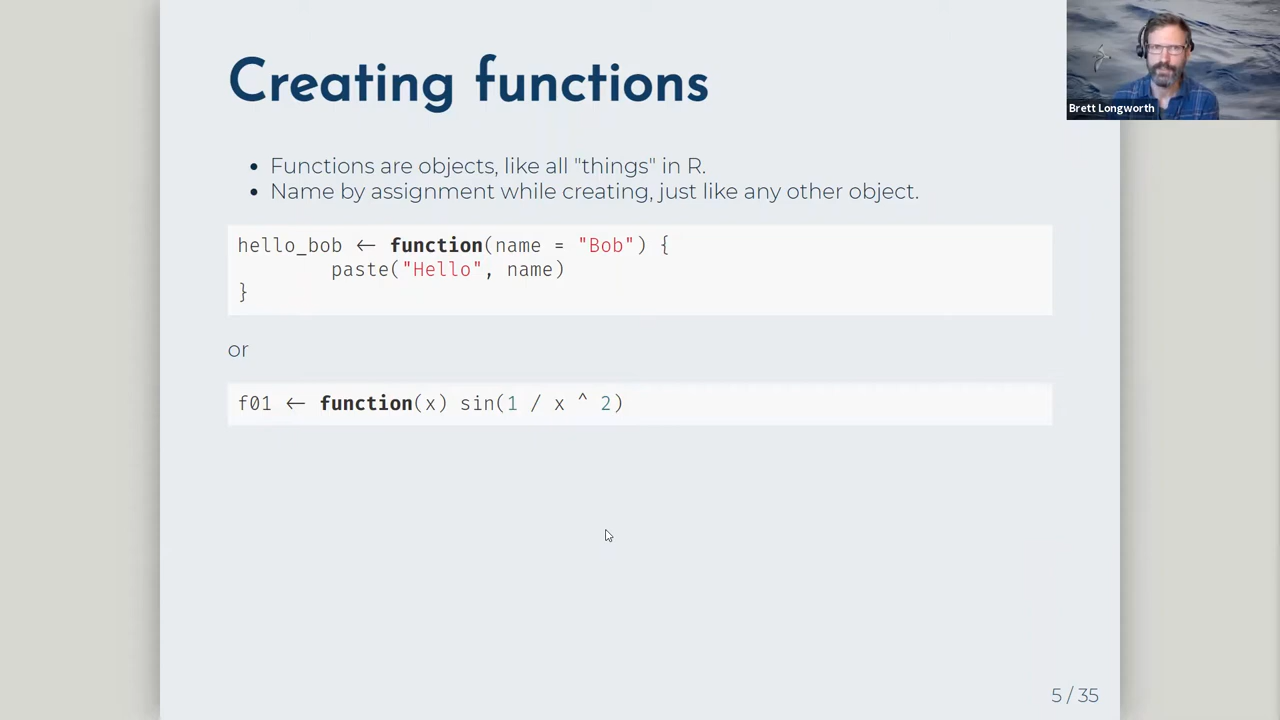 Creating functions
Brett Longworth
Functions are objects, like all "things" in R.
Name by assignment while creating, just like any other object.
hello_bob ← function(name = "Bob") {
paste("Hello", name)
}
or
f01 ← function(x) sin(1 / x ^ 2)
5 / 35